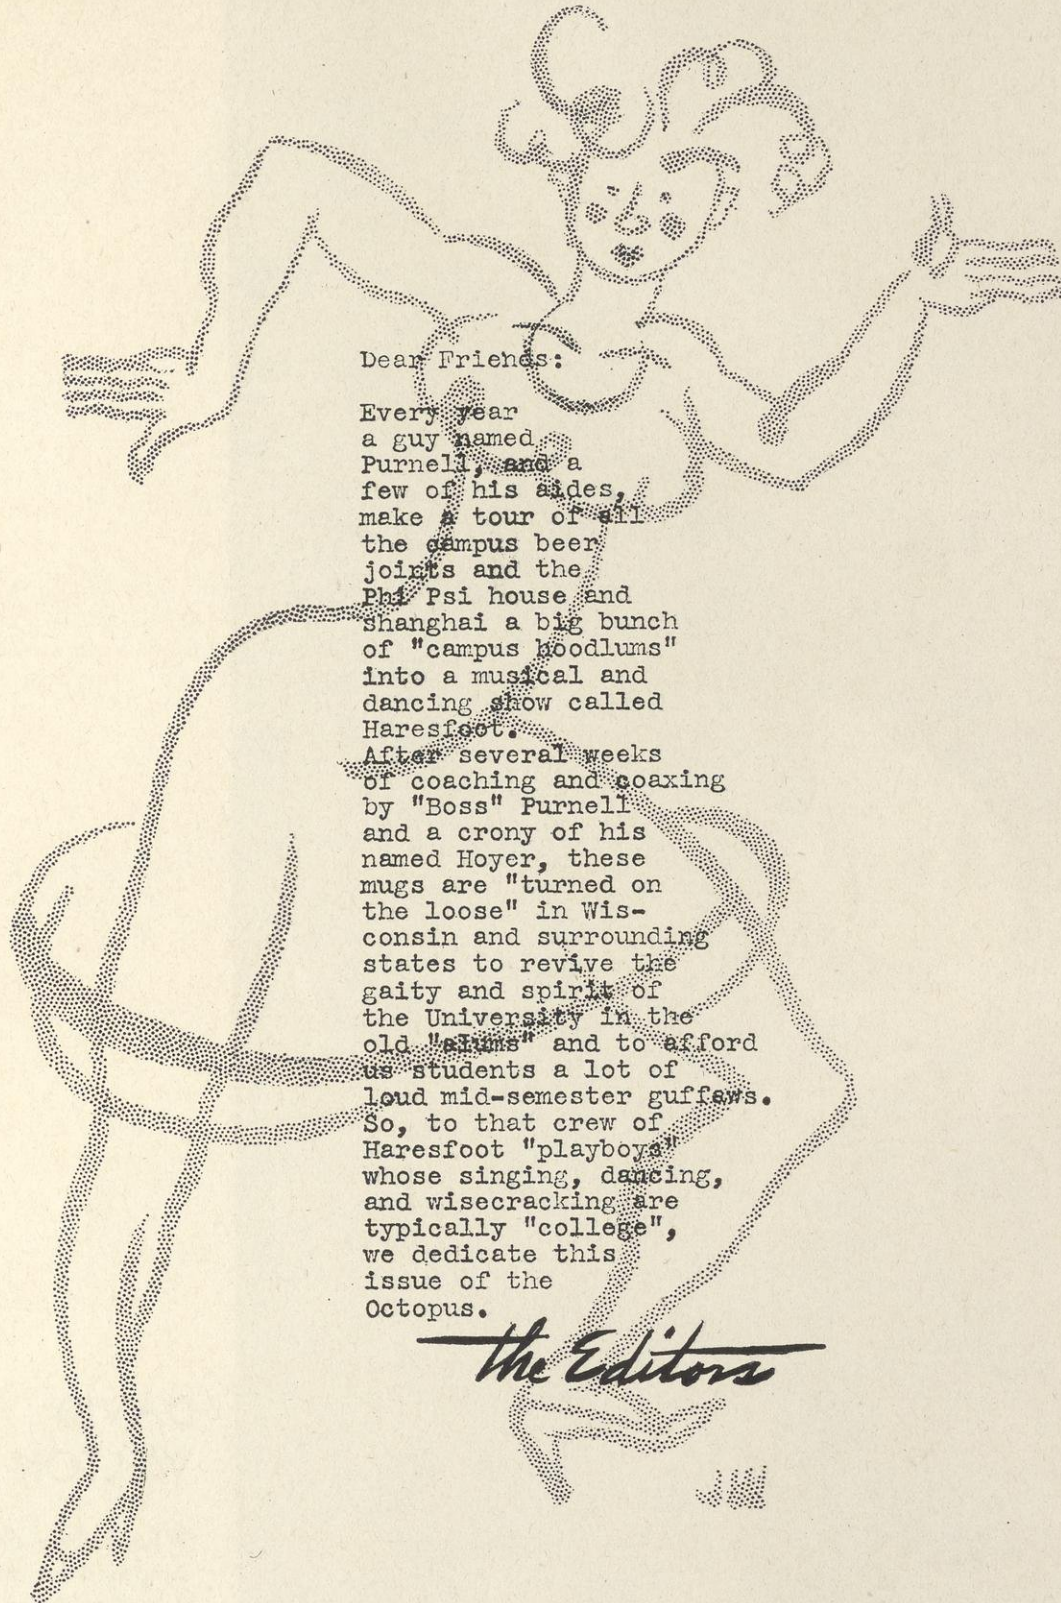 Dear Friends:
Every year
a guy named
Purnell, and a
few of his aides,
make a tour of all
the campus beer
joints and the
Phi Psi house and
shanghai a big bunch
of "campus hoodlums"
into a musical and
dancing show called
Haresfoot.
After several weeks
of coaching and coaxing
by "Boss" Purnell
and a crony of his
named Hoyer, these
mugs are "turned on
the loose" in Wis-
consin and surrounding
states to revive the
gaity and spirit of
the University in the
old "alums" and to afford
us students a lot of
loud mid-semester guffaws.
So, to that crew of
Haresfoot "playboys"
whose singing, dancing,
and wisecracking are
typically "college",
we dedicate this
issue of the
Octopus.
the Editors